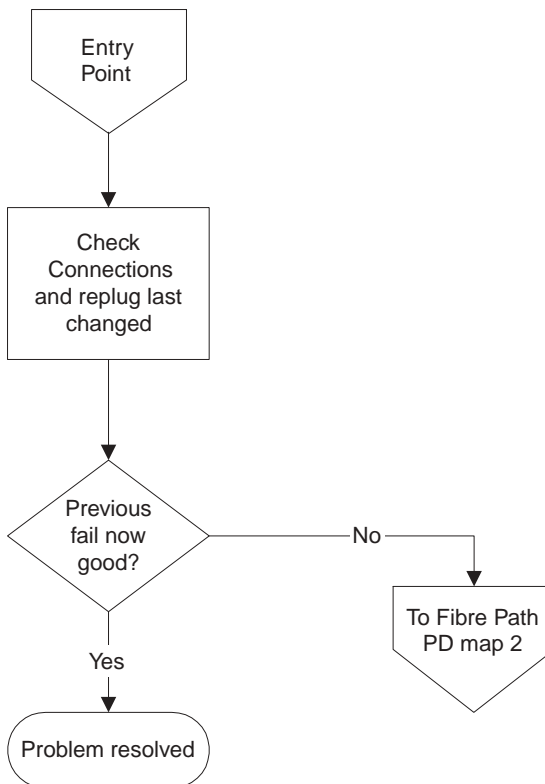 Entry
Point
Check
Connections
and replug last
changed
Previous
fail now
good?
No
To Fibre Path
PD map 2
Yes
Problem resolved